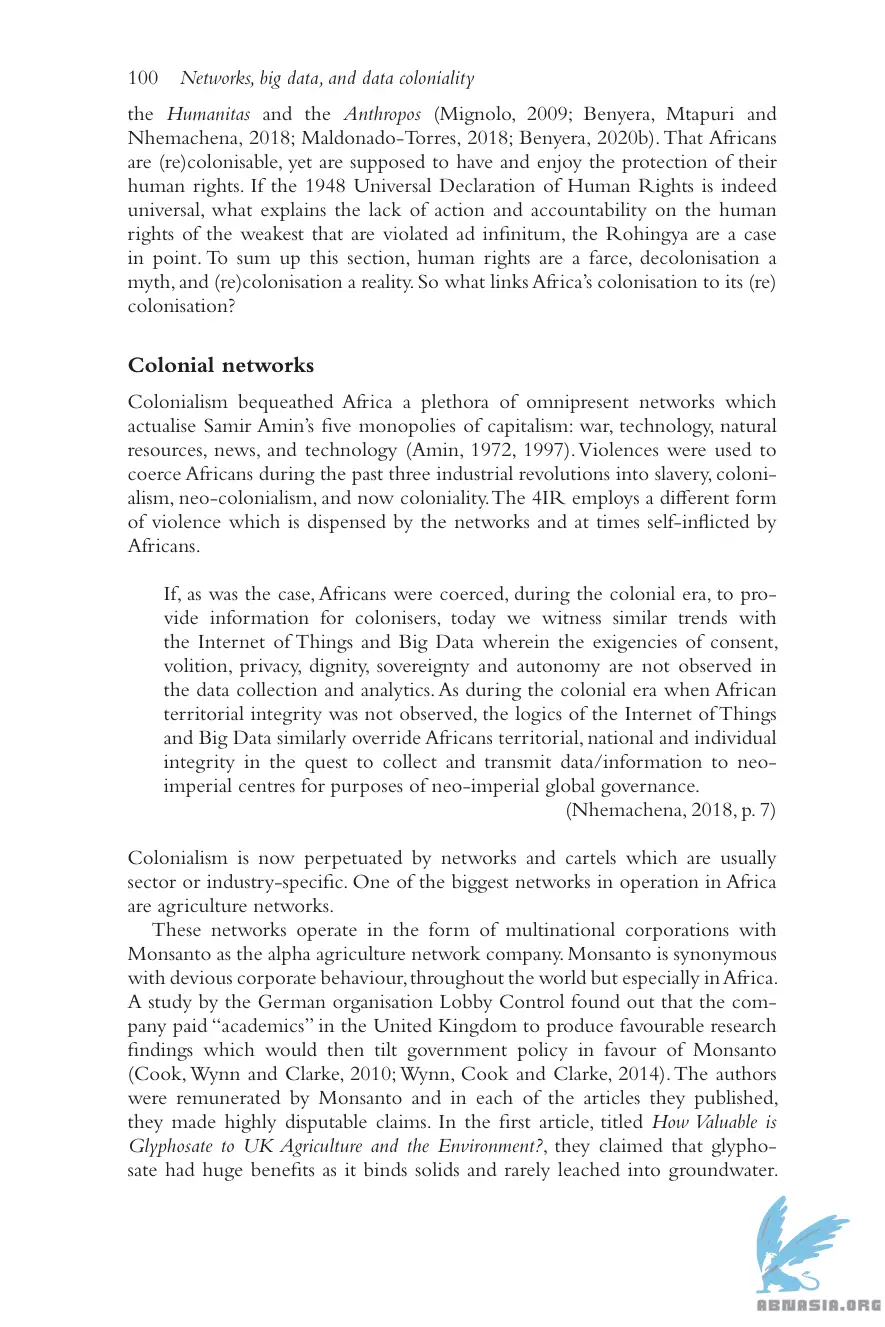 100 Networks, big data, and data coloniality
the Humanitas and the Anthropos (Mignolo, 2009; Benyera, Mtapuri and
Nhemachena, 2018; Maldonado-Torres, 2018; Benyera, 2020b). That Africans
are (re)colonisable, yet are supposed to have and enjoy the protection of their
human rights. If the 1948 Universal Declaration of Human Rights is indeed
universal, what explains the lack of action and accountability on the human
rights of the weakest that are violated ad infinitum, the Rohingya are a case
in point. To sum up this section, human rights are a farce, decolonisation a
myth, and (re)colonisation a reality. So what links Africa's colonisation to its (re)
colonisation?
Colonial networks
Colonialism bequeathed Africa a plethora of omnipresent networks which
actualise Samir Amin's five monopolies of capitalism: war, technology, natural
resources, news, and technology (Amin, 1972, 1997). Violences were used to
coerce Africans during the past three industrial revolutions into slavery, coloni-
alism, neo-colonialism, and now coloniality. The 4IR employs a different form
of violence which is dispensed by the networks and at times self-inflicted by
Africans.
If, as was the case, Africans were coerced, during the colonial era, to pro-
vide information for colonisers, today we witness similar trends with
the Internet of Things and Big Data wherein the exigencies of consent,
volition, privacy, dignity, sovereignty and autonomy are not observed in
the data collection and analytics. As during the colonial era when African
territorial integrity was not observed, the logics of the Internet of Things
and Big Data similarly override Africans territorial, national and individual
integrity in the quest to collect and transmit data/information to neo-
imperial centres for purposes of neo-imperial global governance.
(Nhemachena, 2018, p. 7)
Colonialism is now perpetuated by networks and cartels which are usually
sector or industry-specific. One of the biggest networks in operation in Africa
are agriculture networks.
These networks operate in the form of multinational corporations with
Monsanto as the alpha agriculture network company. Monsanto is synonymous
with devious corporate behaviour, throughout the world but especially in Africa.
A study by the German organisation Lobby Control found out that the com-
pany paid "academics" in the United Kingdom to produce favourable research
findings which would then tilt government policy in favour of Monsanto
(Cook, Wynn and Clarke, 2010; Wynn, Cook and Clarke, 2014). The authors
were remunerated by Monsanto and in each of the articles they published,
they made highly disputable claims. In the first article, titled How Valuable is
Glyphosate to UK Agriculture and the Environment?, they claimed that glypho-
sate had huge benefits as it binds solids and rarely leached into groundwater.
ABNASIA.ORG